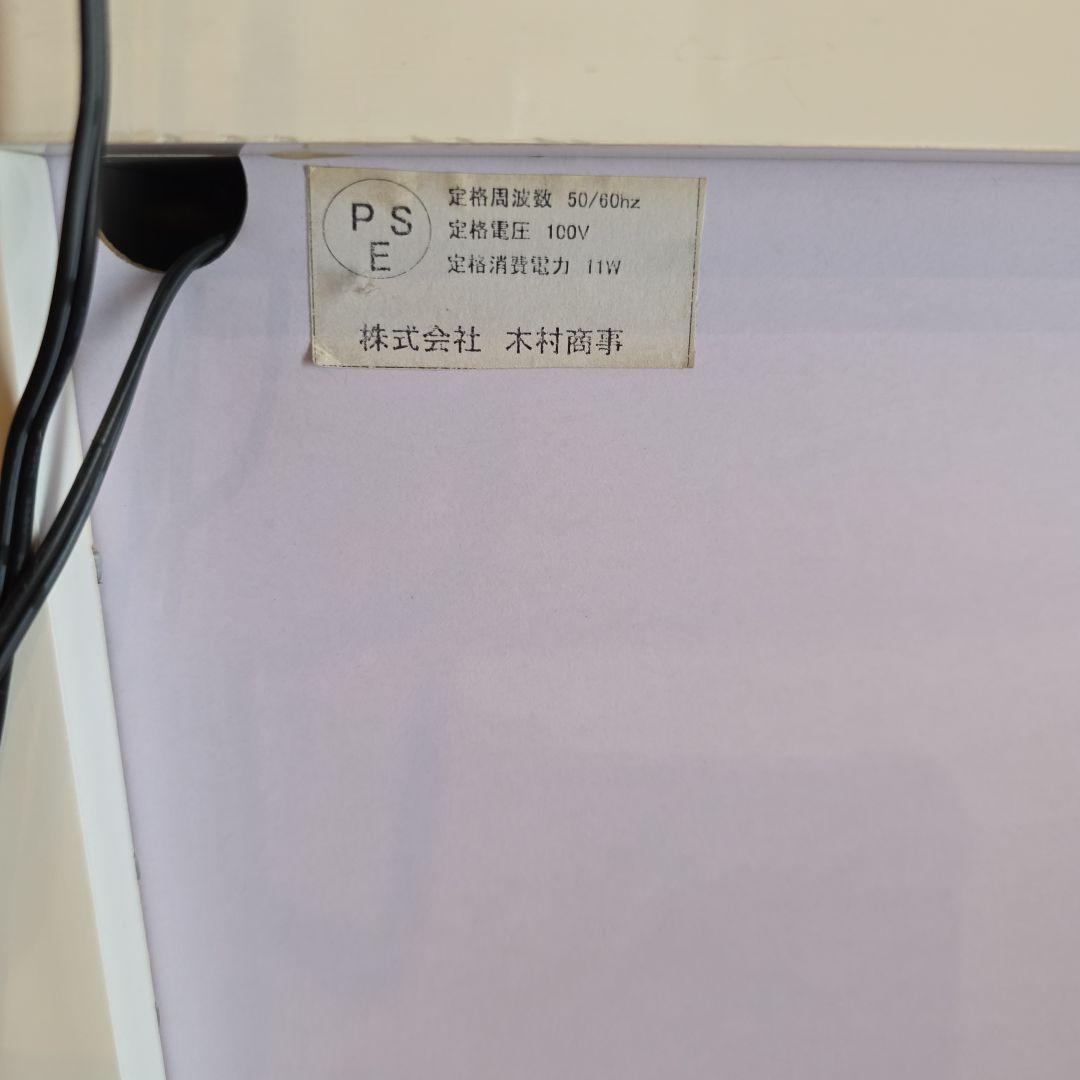 PS
E
定格周波数 50/60hz
定格電圧 100V
定格消費電力 11W
株式会社 木村商事